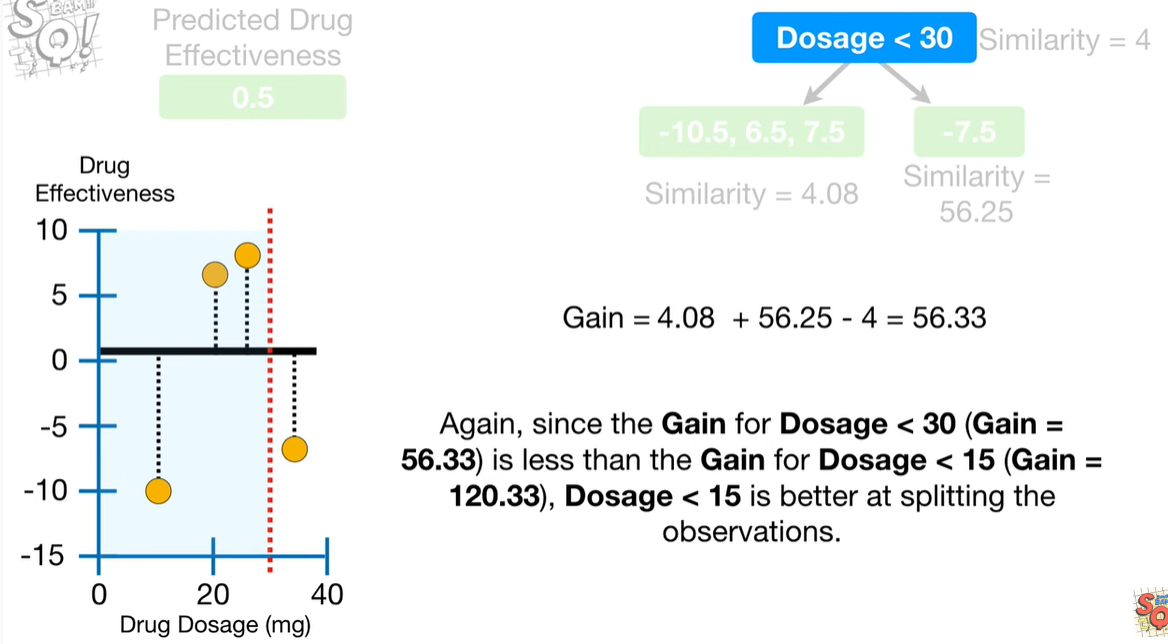 S BAM!!
Q!
Predicted Drug
Effectiveness
0.5
Dosage < 30
Similarity = 4
-10.5, 6.5, 7.5
-7.5
Similarity = 4.08
Similarity =
56.25
Drug
Effectiveness
10
5
0
-5
-10
-15
0
20
40
Drug Dosage (mg)
Gain = 4.08 + 56.25 - 4 = 56.33
Again, since the Gain for Dosage < 30 (Gain =
56.33) is less than the Gain for Dosage < 15 (Gain =
120.33), Dosage < 15 is better at splitting the
observations.